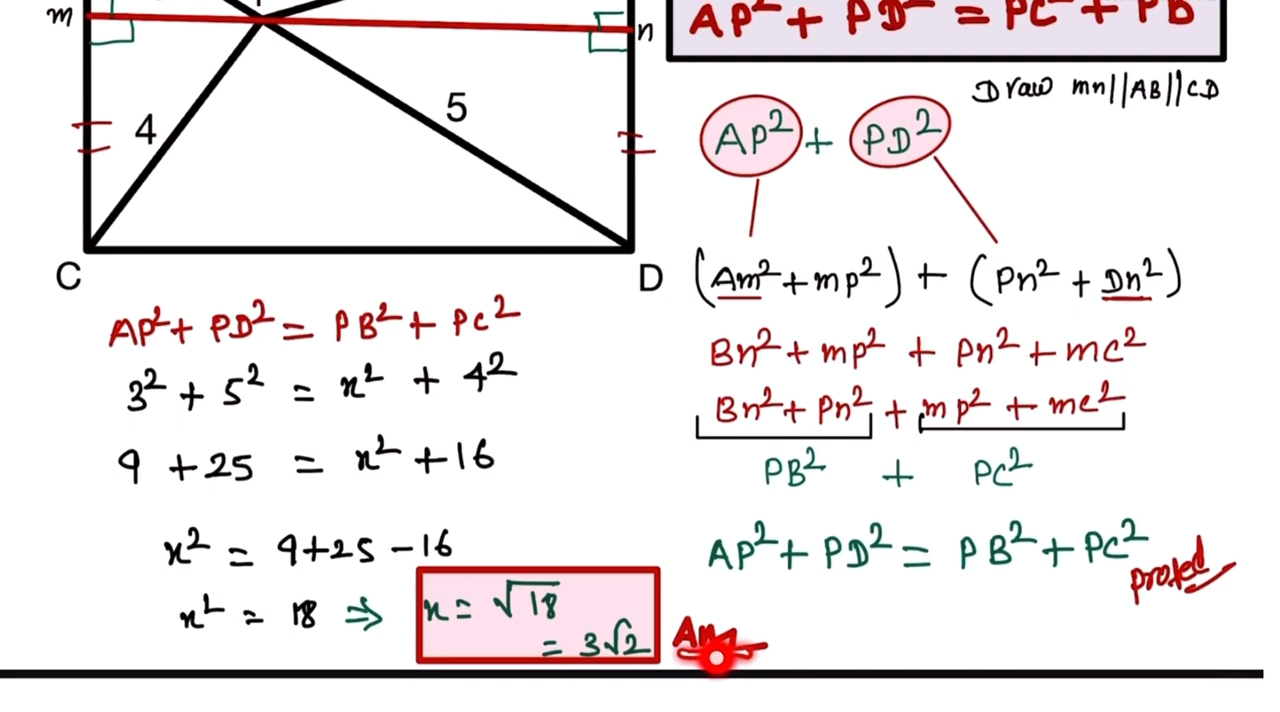 AP² + PD² = PC² + PB
m
n
4
5
C
D
Draw mn||AB||CD
AP² + PD²
(Am² + mp²) + (Pn² + Dn²)
Bn² + mp² + Pn² + mc²
Bn² + Pn² + mp² + mc²
PB² + PC²
AP² + PD² = PB² + PC²
proved
AP² + PD² = PB² + PC²
3² + 5² = x² + 4²
9 + 25 = x² + 16
x² = 9+25 -16
x² = 18 ⇒ x = √18
= 3√2